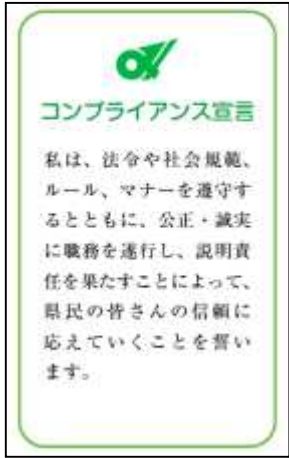 コンプライアンス宣言
私は、法令や社会規範、
ルール、マナーを遵守す
るとともに、公正・誠実
に職務を遂行し、説明責
任を果たすことによって、
県民の皆さんの信頼に
応えていくことを誓い
ます。